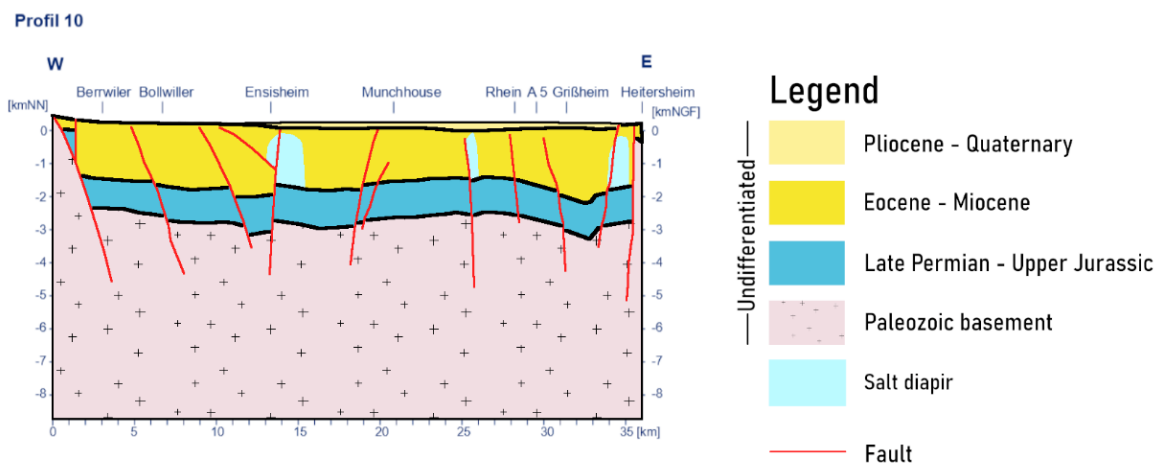 Profil 10
W E
Berrwiler Bollwiller Ensisheim Munchhouse Rhein A 5 Grißheim Heitersheim
[kmNN] [kmNGF]
0 0
-1 -1
-2 -2
-3 -3
-4 -4
-5 -5
-6 -6
-7 -7
-8 -8
0 5 10 15 20 25 30 35 [km]
Legend
Undifferentiated
Pliocene - Quaternary
Eocene - Miocene
Late Permian - Upper Jurassic
Paleozoic basement
Salt diapir
Fault